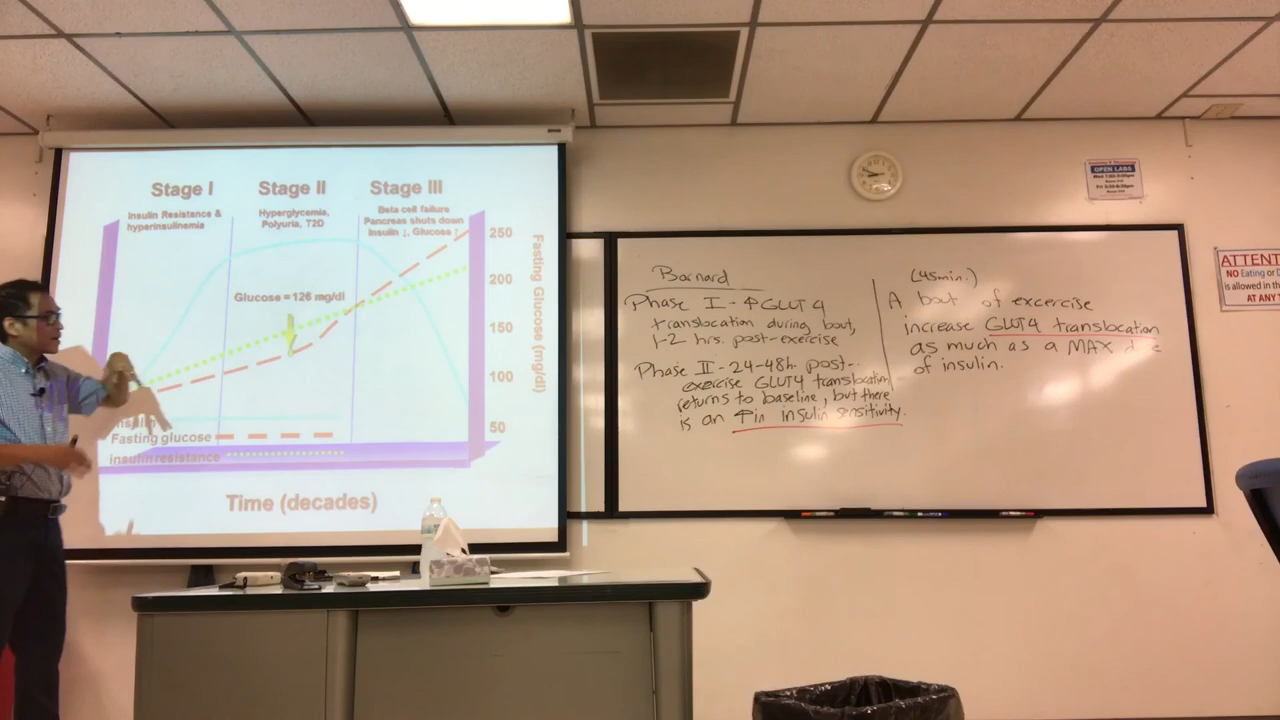 Stage I
Stage II
Stage III
Insulin Resistance &
hyperinsulinemia
Hyperglycemia,
Polyuria, T2D
Beta cell failure
Pancreas shuts down
Insulin ↓, Glucose ↑
Glucose = 126 mg/dl
250
200
150
100
50
Fasting Glucose (mg/dl)
Insulin
Fasting glucose
insulin resistance
Time (decades)
Barnard
Phase I - ↑ GLUT4
translocation during bout,
1-2 hrs. post-exercise
Phase II - 24-48h. post-
exercise GLUT4 translocation
returns to baseline, but there
is an ↑ in insulin sensitivity.
(45min.)
A bout of excercise
increase GLUT4 translocation
as much as a MAX
of insulin.
OPEN LABS
ATTENT
NO Eating or D
is allowed in the
AT ANY T